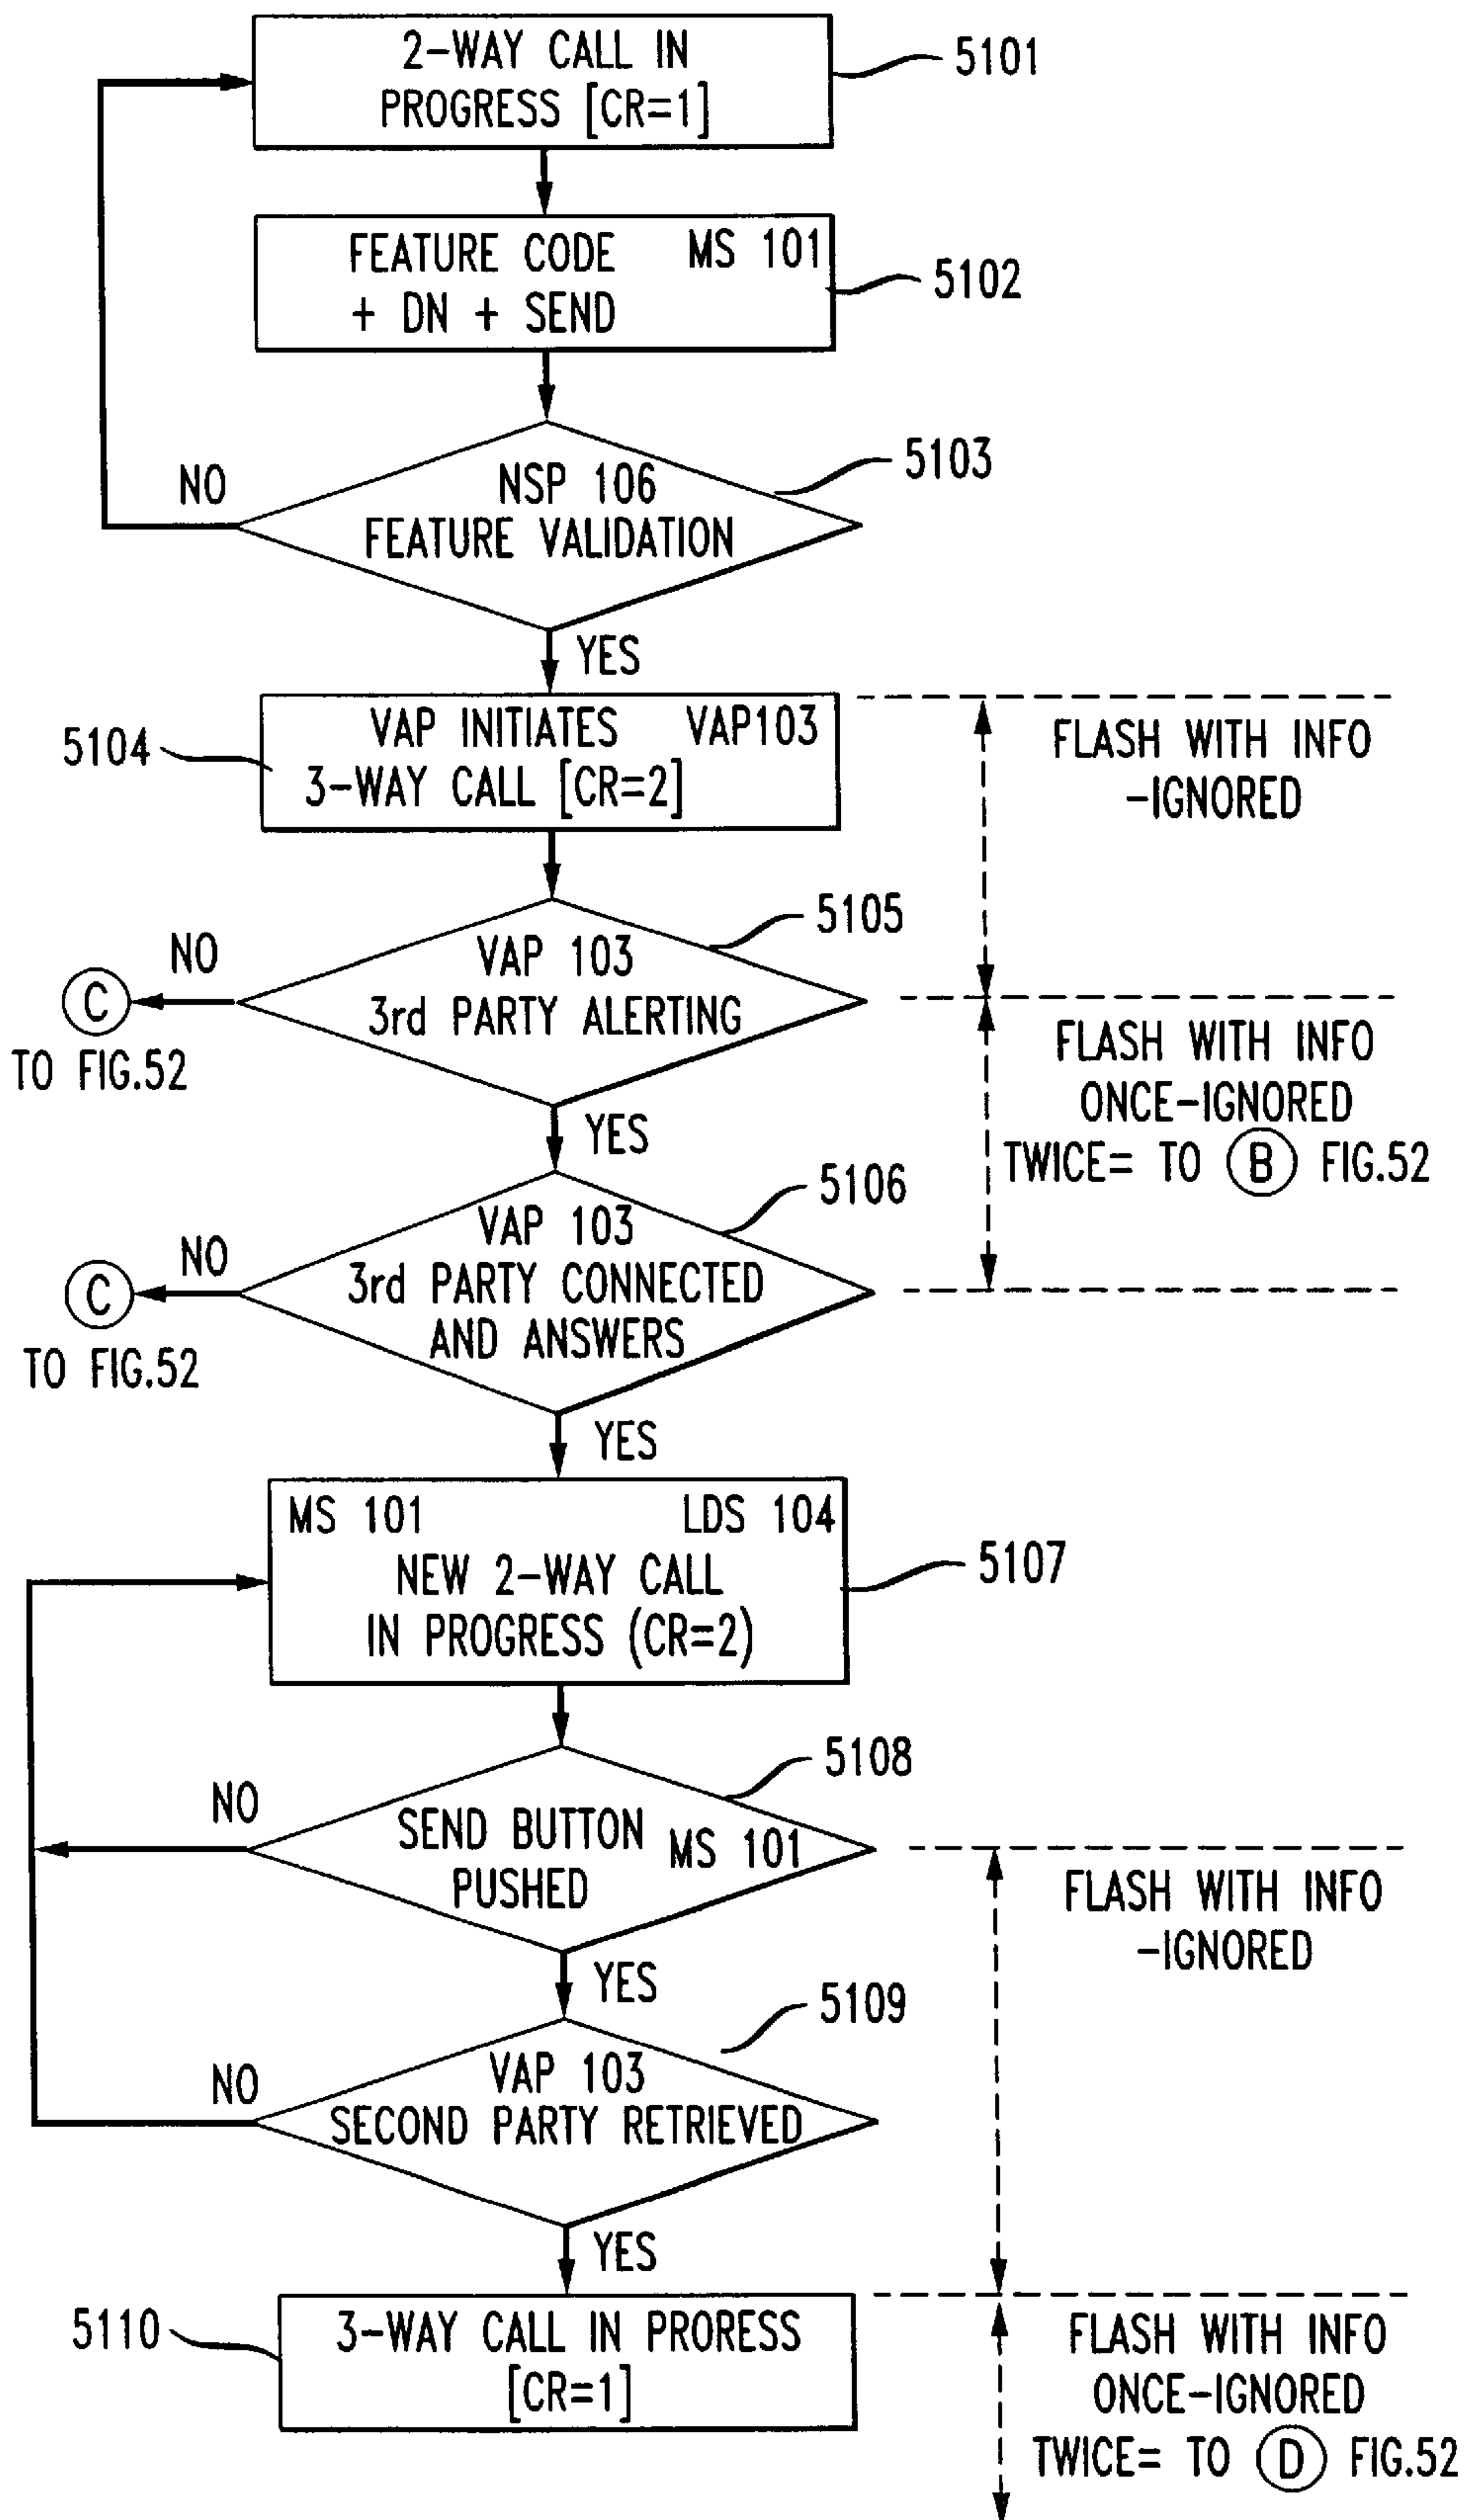 2-WAY CALL IN
PROGRESS [CR=1]
5101
FEATURE CODE MS 101
+ DN + SEND
5102
NSP 106
FEATURE VALIDATION
5103
NO
YES
VAP INITIATES VAP103
3-WAY CALL [CR=2]
5104
FLASH WITH INFO
-IGNORED
VAP 103
3rd PARTY ALERTING
5105
NO
C
TO FIG.52
YES
FLASH WITH INFO
ONCE-IGNORED
TWICE= TO B FIG.52
VAP 103
3rd PARTY CONNECTED
AND ANSWERS
5106
NO
C
TO FIG.52
YES
MS 101 LDS 104
NEW 2-WAY CALL
IN PROGRESS (CR=2)
5107
SEND BUTTON
PUSHED
MS 101
5108
NO
YES
FLASH WITH INFO
-IGNORED
VAP 103
SECOND PARTY RETRIEVED
5109
NO
YES
3-WAY CALL IN PRORESS
[CR=1]
5110
FLASH WITH INFO
ONCE-IGNORED
TWICE= TO D FIG.52